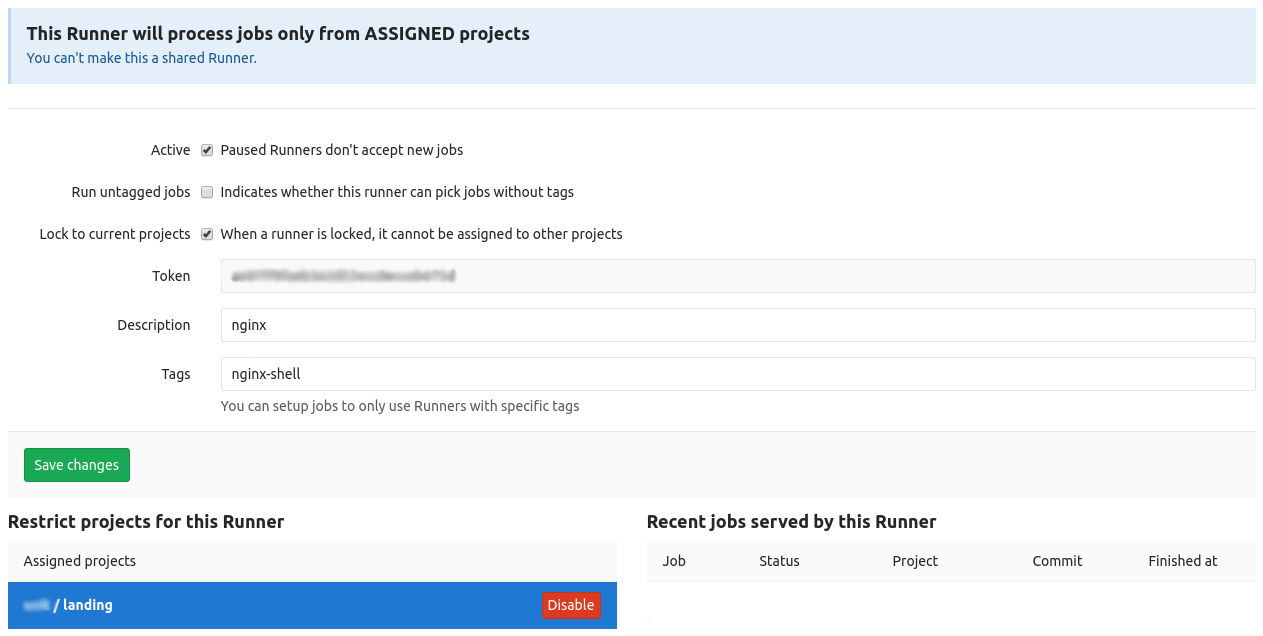 This Runner will process jobs only from ASSIGNED projects
You can't make this a shared Runner.
Active Paused Runners don't accept new jobs
Run untagged jobs Indicates whether this runner can pick jobs without tags
Lock to current projects When a runner is locked, it cannot be assigned to other projects
Token
Description nginx
Tags nginx-shell
You can setup jobs to only use Runners with specific tags
Save changes
Restrict projects for this Runner
Assigned projects
/ landing Disable
Recent jobs served by this Runner
Job Status Project Commit Finished at